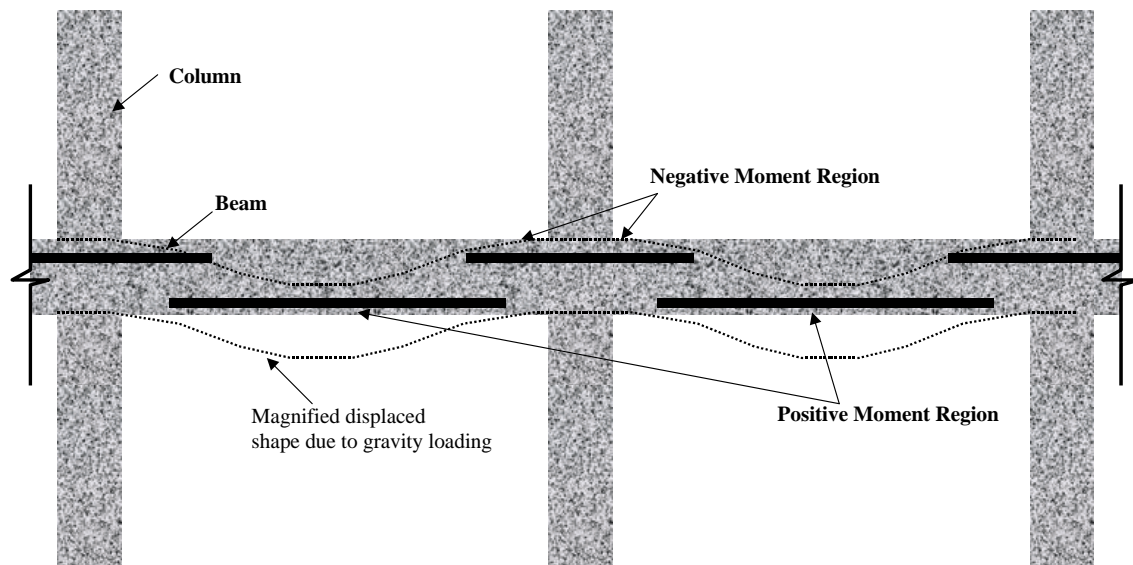 Column
Negative Moment Region
Beam
Magnified displaced
shape due to gravity loading
Positive Moment Region